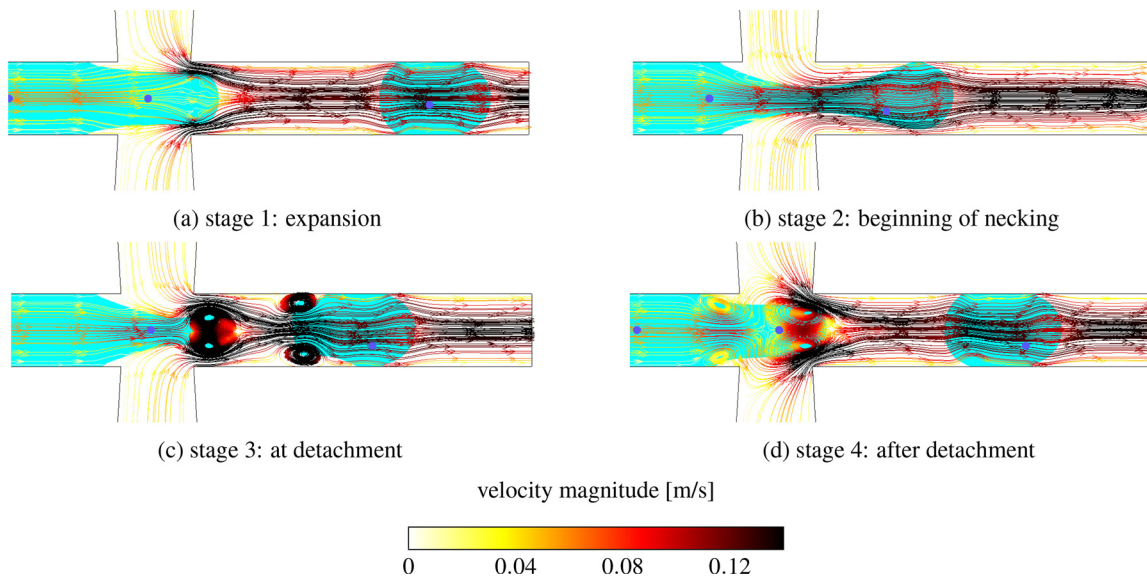 (a) stage 1: expansion
(b) stage 2: beginning of necking
(c) stage 3: at detachment
(d) stage 4: after detachment
velocity magnitude [m/s]
0 0.04 0.08 0.12